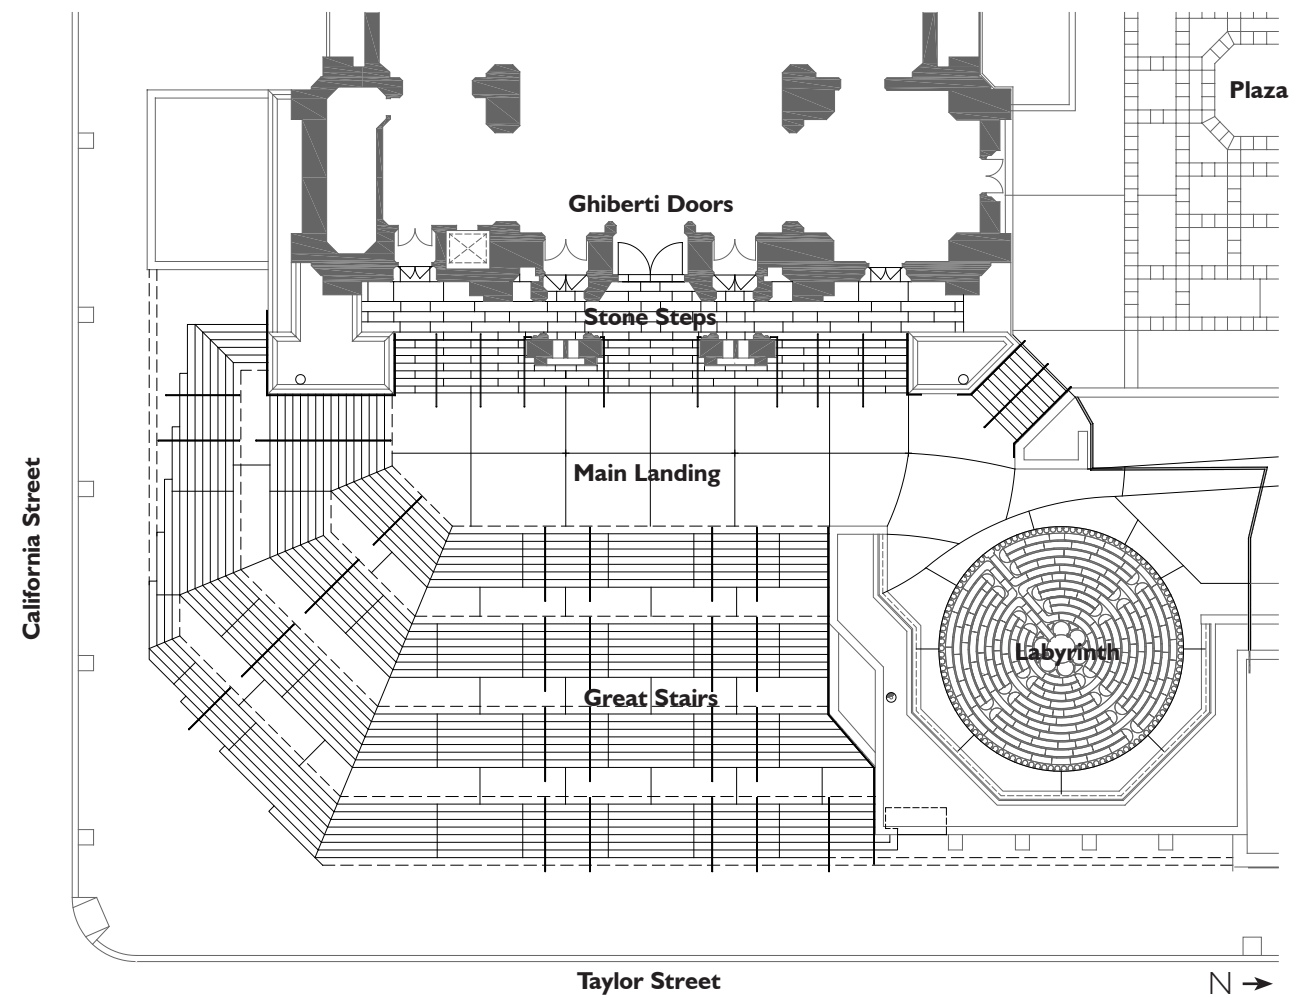 Plaza
Ghiberti Doors
Stone Steps
Main Landing
California Street
Labyrinth
Great Stairs
Taylor Street
N